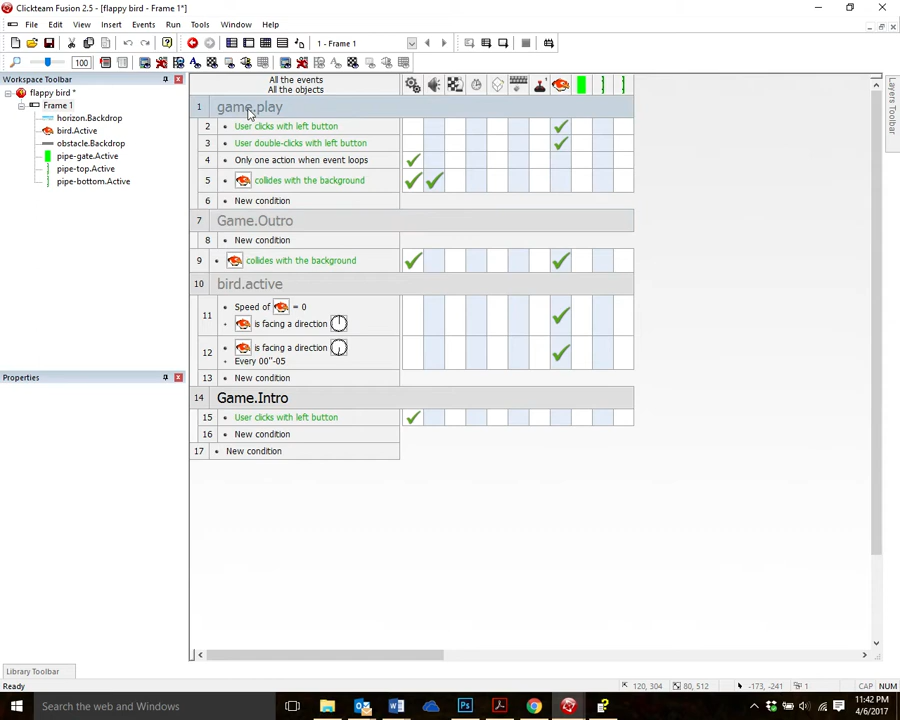 Clickteam Fusion 2.5 - [flappy bird - Frame 1*]
File Edit View Insert Events Run Tools Window Help
1 - Frame 1
100
Workspace Toolbar
flappy bird *
Frame 1
horizon.Backdrop
bird.Active
obstacle.Backdrop
pipe-gate.Active
pipe-top.Active
pipe-bottom.Active
Properties
Library Toolbar
Ready
All the events
All the objects
1 game.play
2 • User clicks with left button
3 • User double-clicks with left button
4 • Only one action when event loops
5 • collides with the background
6 • New condition
7 Game.Outro
8 • New condition
9 • collides with the background
10 bird.active
11 • Speed of = 0
+ is facing a direction
12 • is facing a direction
+ Every 00"-05
13 • New condition
14 Game.Intro
15 • User clicks with left button
16 • New condition
17 • New condition
Layers Toolbar
120, 304
80, 512
-173, -241
1
CAP NUM
Search the web and Windows
11:42 PM
4/6/2017